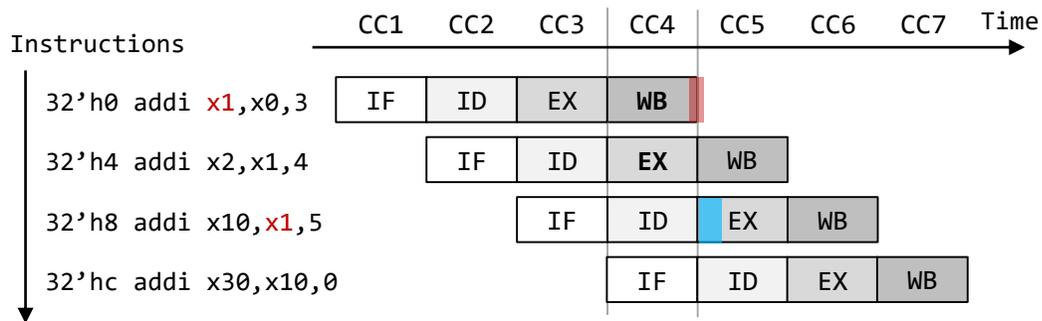 CC1 CC2 CC3 CC4 CC5 CC6 CC7 Time
Instructions
32’h0 addi x1,x0,3 IF ID EX WB
32’h4 addi x2,x1,4 IF ID EX WB
32’h8 addi x10,x1,5 IF ID EX WB
32’hc addi x30,x10,0 IF ID EX WB